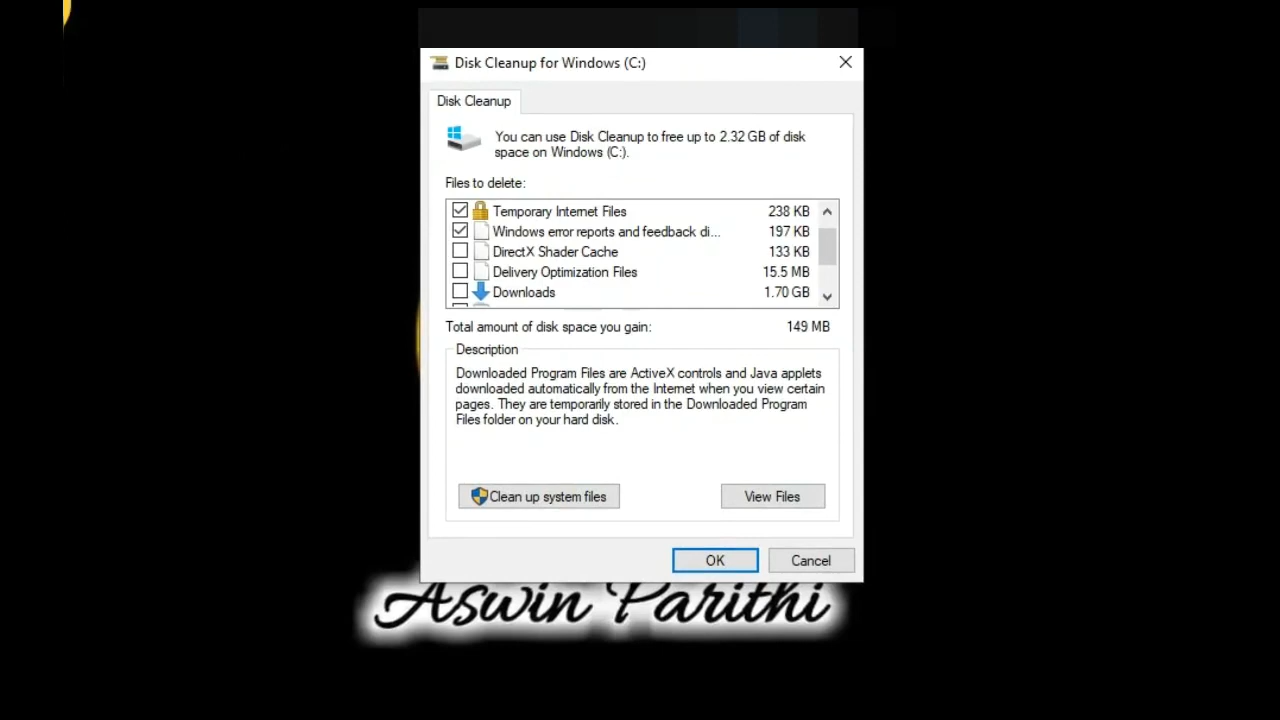 Disk Cleanup for Windows (C:)
Disk Cleanup
You can use Disk Cleanup to free up to 2.32 GB of disk
space on Windows (C:).
Files to delete:
Temporary Internet Files 238 KB
Windows error reports and feedback di... 197 KB
DirectX Shader Cache 133 KB
Delivery Optimization Files 15.5 MB
Downloads 1.70 GB
Total amount of disk space you gain: 149 MB
Description
Downloaded Program Files are ActiveX controls and Java applets
downloaded automatically from the Internet when you view certain
pages. They are temporarily stored in the Downloaded Program
Files folder on your hard disk.
Clean up system files View Files
OK Cancel
Aswin Parithi